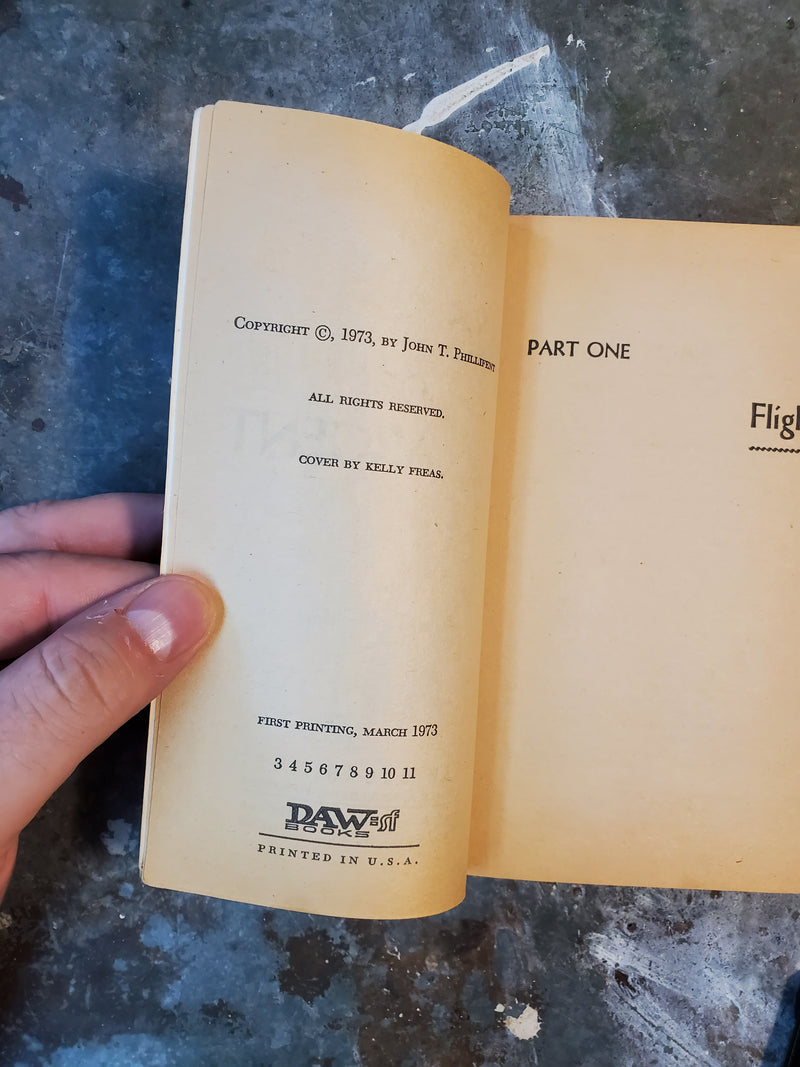 COPYRIGHT ©, 1973, BY JOHN T. PHILLIFENT
ALL RIGHTS RESERVED.
COVER BY KELLY FREAS.
FIRST PRINTING, MARCH 1973
3 4 5 6 7 8 9 10 11
DAW=sf
BOOKS
PRINTED IN U.S.A.
PART ONE